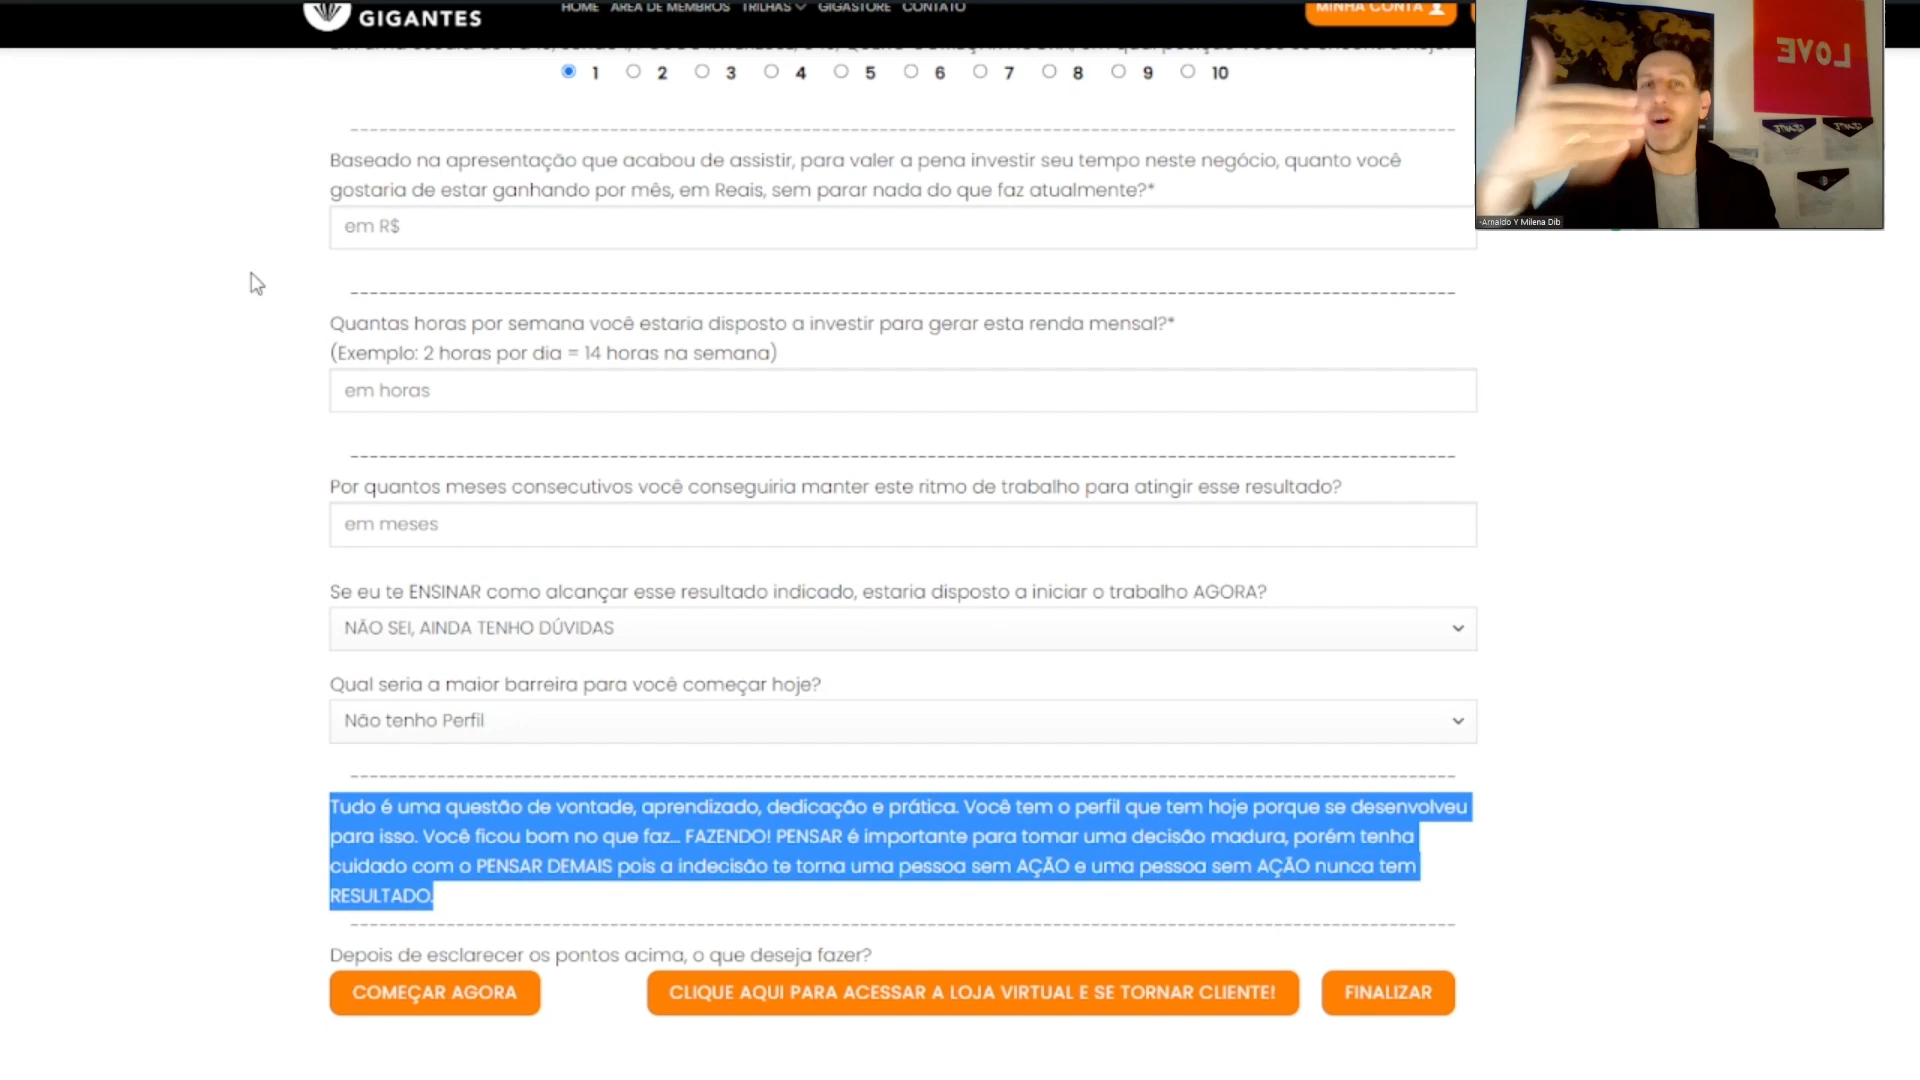 GIGANTES
HOME ÁREA DE MEMBROS TRILHAS GIGASTORE CONTATO
MINHA CONTA
1 2 3 4 5 6 7 8 9 10
Baseado na apresentação que acabou de assistir, para valer a pena investir seu tempo neste negócio, quanto você
gostaria de estar ganhando por mês, em Reais, sem parar nada do que faz atualmente?*
em R$
Quantas horas por semana você estaria disposto a investir para gerar esta renda mensal?*
(Exemplo: 2 horas por dia = 14 horas na semana)
em horas
Por quantos meses consecutivos você conseguiria manter este ritmo de trabalho para atingir esse resultado?
em meses
Se eu te ENSINAR como alcançar esse resultado indicado, estaria disposto a iniciar o trabalho AGORA?
NÃO SEI, AINDA TENHO DÚVIDAS
Qual seria a maior barreira para você começar hoje?
Não tenho Perfil
Tudo é uma questão de vontade, aprendizado, dedicação e prática. Você tem o perfil que tem hoje porque se desenvolveu
para isso. Você ficou bom no que faz... FAZENDO! PENSAR é importante para tomar uma decisão madura, porém tenha
cuidado com o PENSAR DEMAIS pois a indecisão te torna uma pessoa sem AÇÃO e uma pessoa sem AÇÃO nunca tem
RESULTADO.
Depois de esclarecer os pontos acima, o que deseja fazer?
COMEÇAR AGORA
CLIQUE AQUI PARA ACESSAR A LOJA VIRTUAL E SE TORNAR CLIENTE!
FINALIZAR
LOVE
-Arnaldo Y Milena Dib